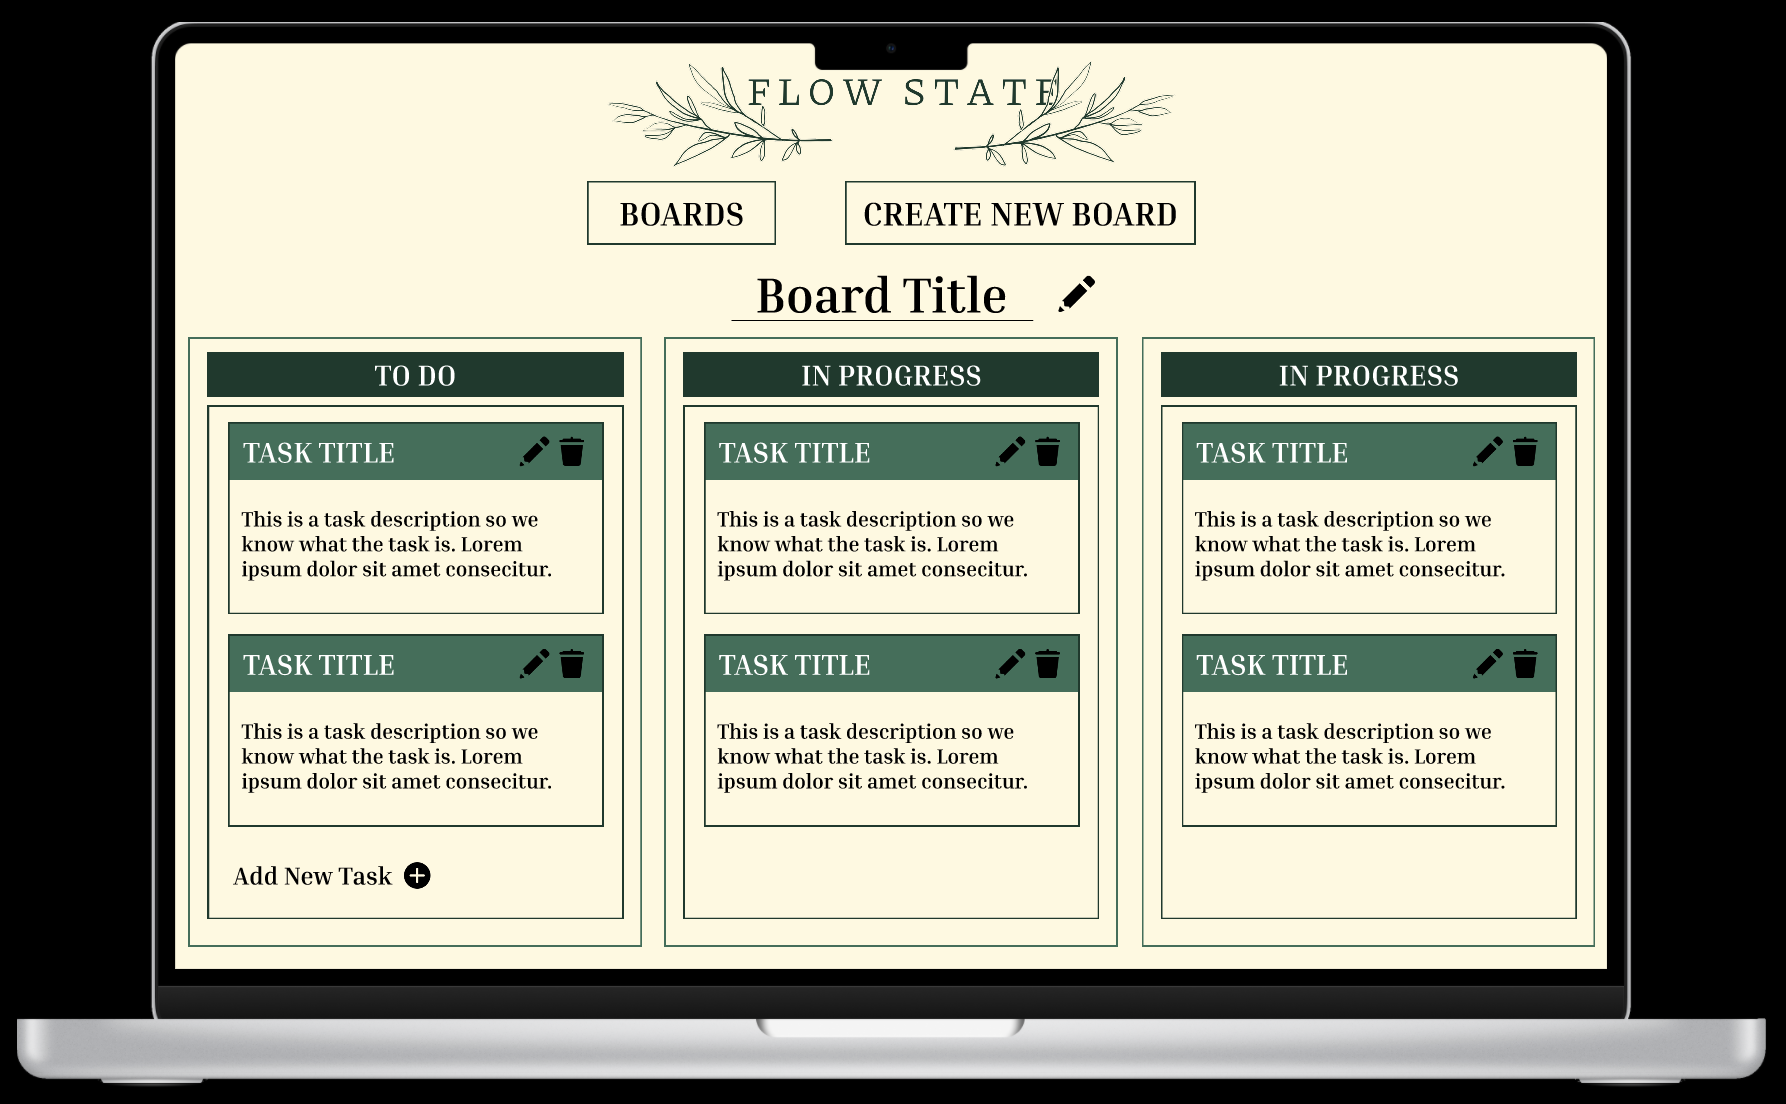 FLOW STATE
BOARDS
CREATE NEW BOARD
Board Title
TO DO
TASK TITLE
This is a task description so we
know what the task is. Lorem
ipsum dolor sit amet consecitur.
TASK TITLE
This is a task description so we
know what the task is. Lorem
ipsum dolor sit amet consecitur.
Add New Task
IN PROGRESS
TASK TITLE
This is a task description so we
know what the task is. Lorem
ipsum dolor sit amet consecitur.
TASK TITLE
This is a task description so we
know what the task is. Lorem
ipsum dolor sit amet consecitur.
IN PROGRESS
TASK TITLE
This is a task description so we
know what the task is. Lorem
ipsum dolor sit amet consecitur.
TASK TITLE
This is a task description so we
know what the task is. Lorem
ipsum dolor sit amet consecitur.